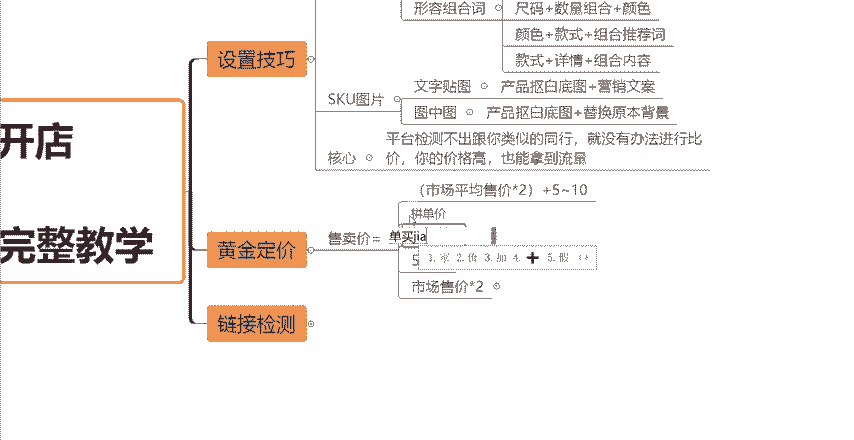 形容组合词
尺码+数量组合+颜色
颜色+款式+组合推荐词
款式+详情+组合内容
设置技巧
SKU图片
文字贴图
产品抠白底图+营销文案
图中图
产品抠白底图+替换原本背景
核心
平台检测不出跟你类似的同行，就没有办法进行比
价，你的价格高，也能拿到流量
开店
完整教学
黄金定价
售卖价=
（市场平均售价*2）+5~10
拼单价
单买jia
1.家 2.价 3.加 4.➕ 5.假
5
市场售价*2
链接检测